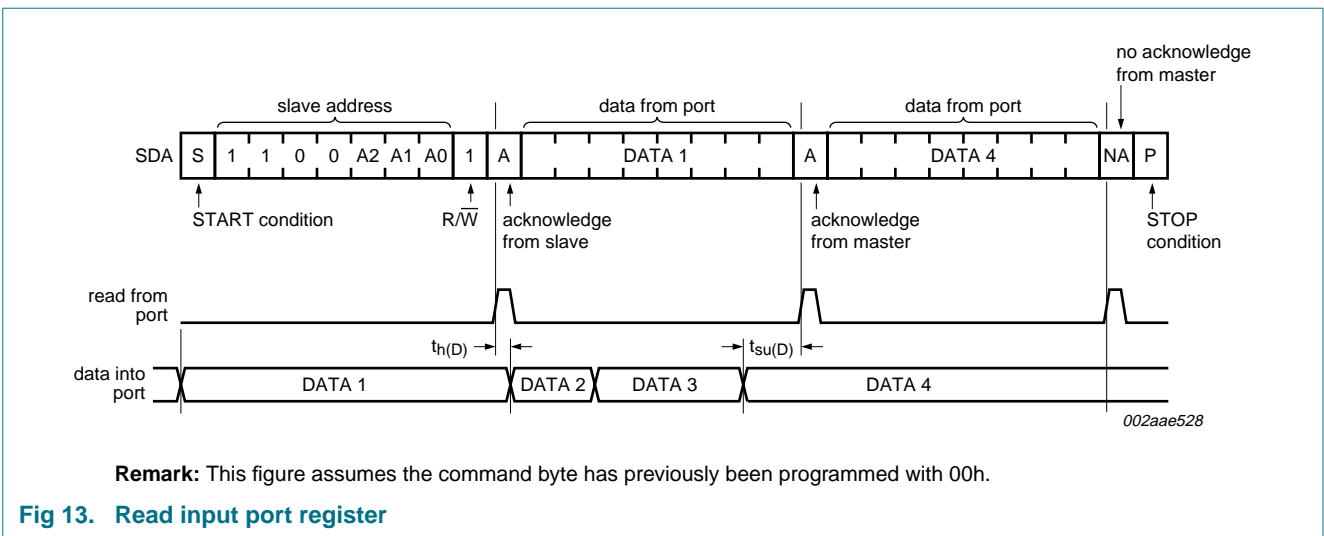 no acknowledge
from master
slave address
data from port
data from port
SDA S 1 1 0 0 A2 A1 A0 1 A DATA 1 A DATA 4 NA P
START condition
R/W̅
acknowledge
from slave
acknowledge
from master
STOP
condition
read from
port
th(D)
tsu(D)
data into
port
DATA 1 DATA 2 DATA 3 DATA 4
002aae528
Remark: This figure assumes the command byte has previously been programmed with 00h.
Fig 13. Read input port register